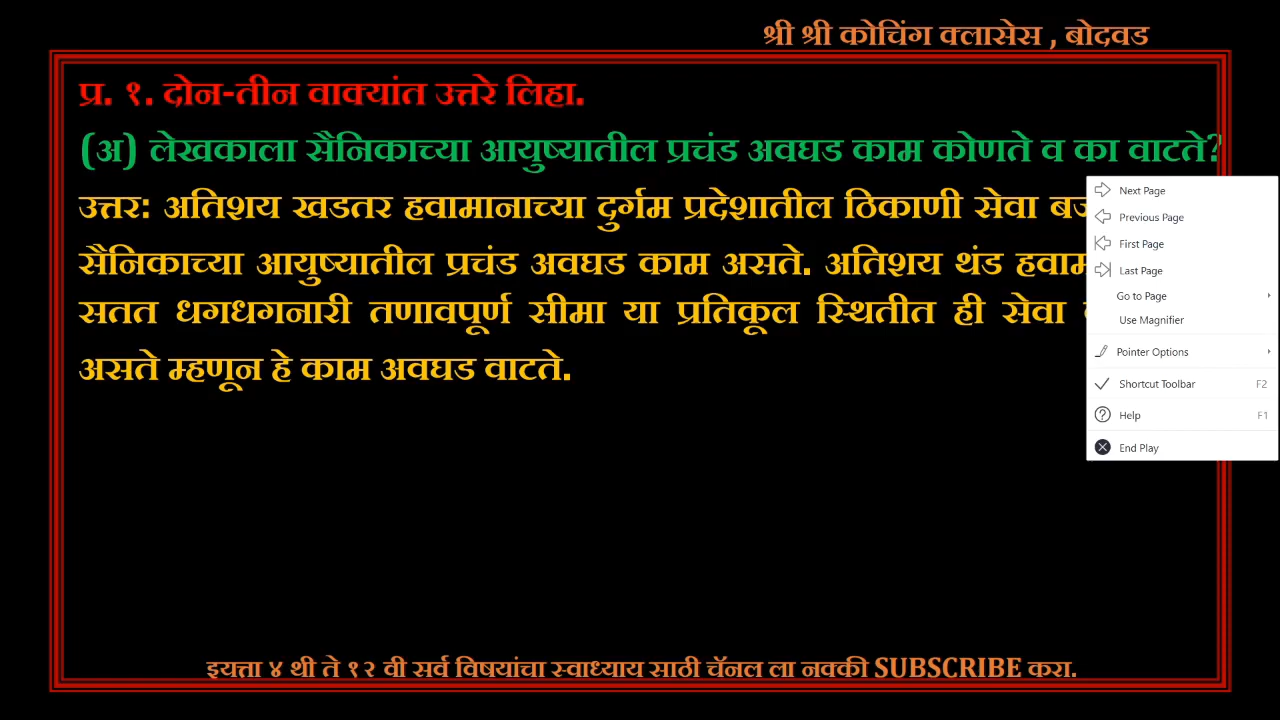 श्री श्री कोचिंग क्लासेस , बोदवड
प्र. १. दोन-तीन वाक्यांत उत्तरे लिहा.
(अ) लेखकाला सैनिकाच्या आयुष्यातील प्रचंड अवघड काम कोणते व का वाटते?
उत्तर: अतिशय खडतर हवामानाच्या दुर्गम प्रदेशातील ठिकाणी सेवा
सैनिकाच्या आयुष्यातील प्रचंड अवघड काम असते. अतिशय थंड
सतत धगधगनारी तणावपूर्ण सीमा या प्रतिकूल स्थितीत ही सेवा
असते म्हणून हे काम अवघड वाटते.
Next Page
Previous Page
First Page
Last Page
Go to Page
Use Magnifier
Pointer Options
Shortcut Toolbar F2
Help F1
End Play
इयत्ता ४ थी ते १२ वी सर्व विषयांचा स्वाध्याय साठी चॅनल ला नक्की SUBSCRIBE करा.